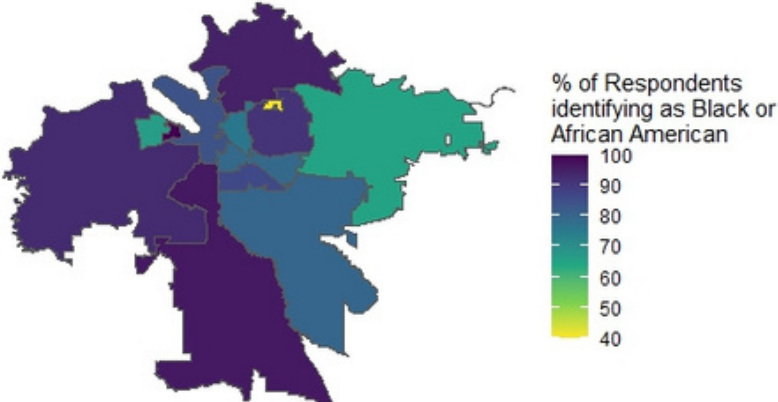 % of Respondents
identifying as Black or
African American
100
90
80
70
60
50
40